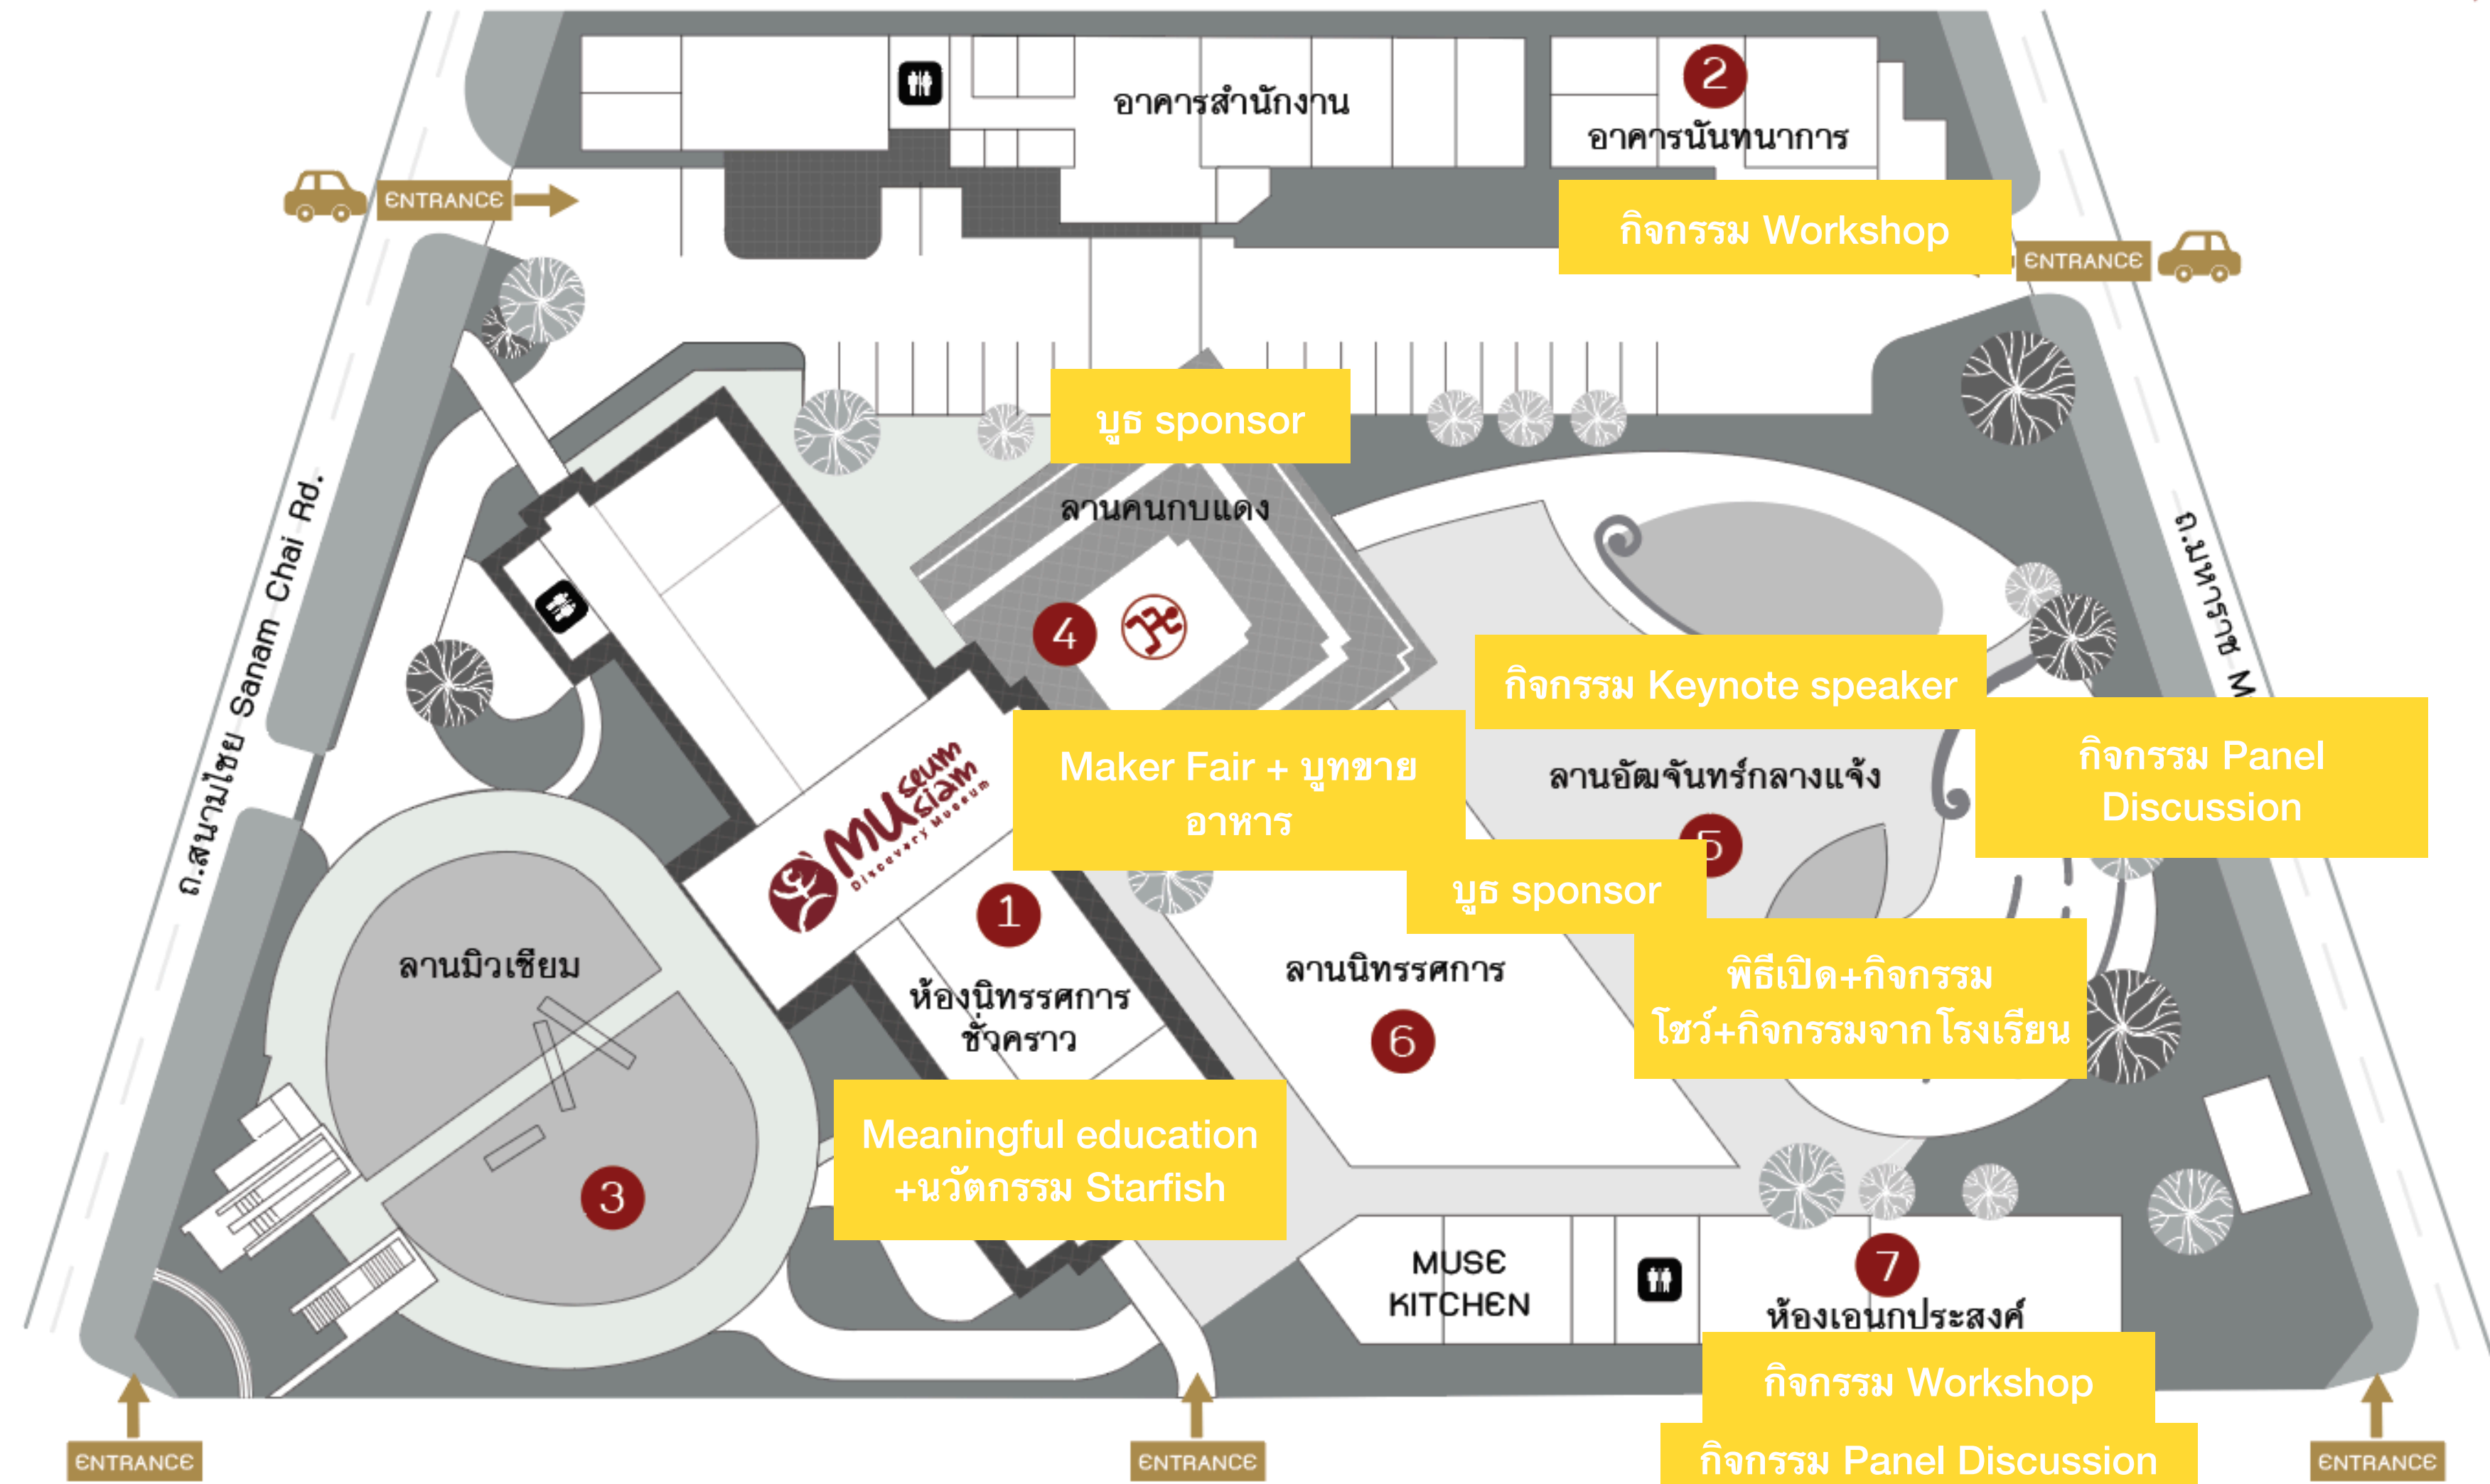 อาคารสำนักงาน
2
อาคารนันทนาการ
ENTRANCE
กิจกรรม Workshop
ENTRANCE
บูธ sponsor
ลานคนกบแดง
ถ.สนามไชย Sanam Chai Rd.
ถ.มหาราช M
4
กิจกรรม Keynote speaker
กิจกรรม Panel
Discussion
Maker Fair + บูทขาย
อาหาร
ลานอัฒจันทร์กลางแจ้ง
5
Museum
Siam
Discovery Museum
บูธ sponsor
1
ลานมิวเซียม
ห้องนิทรรศการ
ชั่วคราว
ลานนิทรรศการ
6
พิธีเปิด+กิจกรรม
โชว์+กิจกรรมจากโรงเรียน
Meaningful education
+นวัตกรรม Starfish
3
MUSE
KITCHEN
7
ห้องเอนกประสงค์
กิจกรรม Workshop
กิจกรรม Panel Discussion
ENTRANCE
ENTRANCE
ENTRANCE